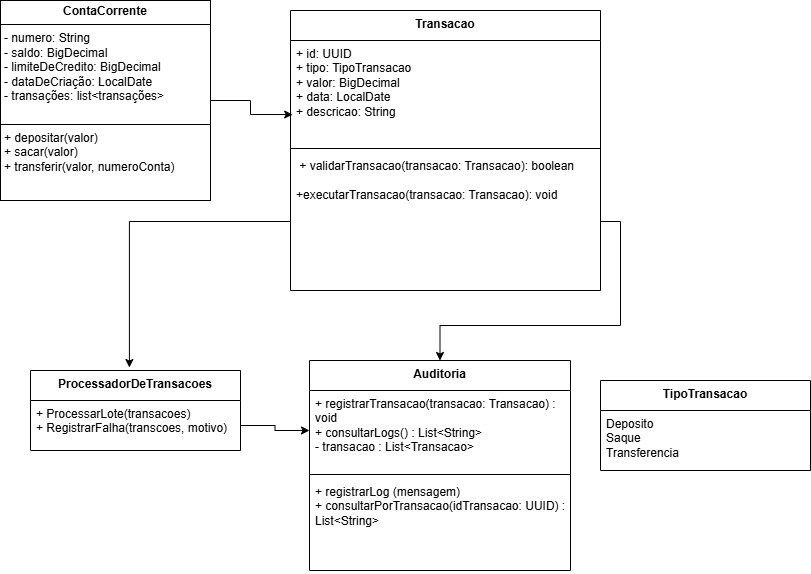 ContaCorrente
- numero: String
- saldo: BigDecimal
- limiteDeCredito: BigDecimal
- dataDeCriação: LocalDate
- transações: list<transações>
+ depositar(valor)
+ sacar(valor)
+ transferir(valor, numeroConta)
Transacao
+ id: UUID
+ tipo: TipoTransacao
+ valor: BigDecimal
+ data: LocalDate
+ descricao: String
+ validarTransacao(transacao: Transacao): boolean
+executarTransacao(transacao: Transacao): void
ProcessadorDeTransacoes
+ ProcessarLote(transacoes)
+ RegistrarFalha(transcoes, motivo)
Auditoria
+ registrarTransacao(transacao: Transacao) :
void
+ consultarLogs() : List<String>
- transacao : List<Transacao>
+ registrarLog (mensagem)
+ consultarPorTransacao(idTransacao: UUID) :
List<String>
TipoTransacao
Deposito
Saque
Transferencia